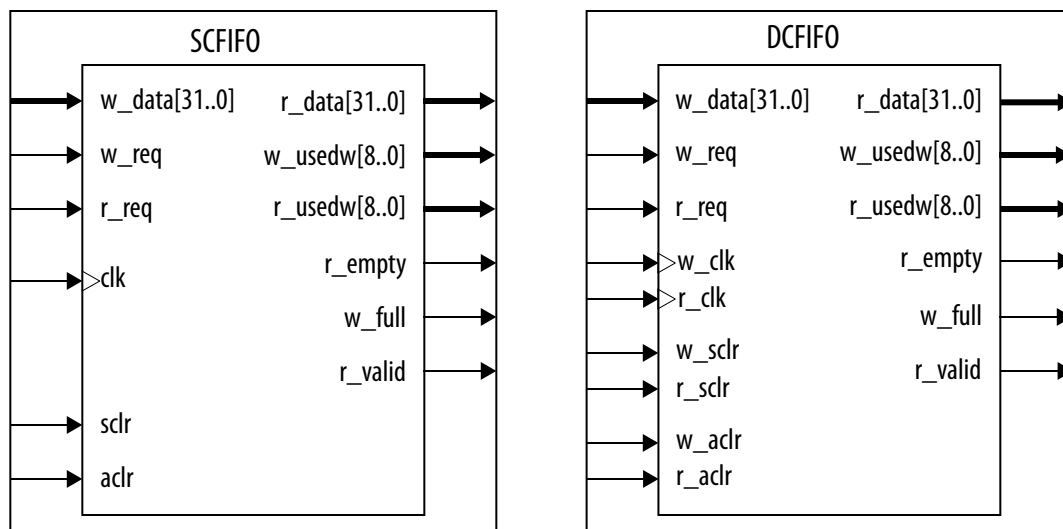 SCFIFO
w_data[31..0]
r_data[31..0]
w_req
w_usedw[8..0]
r_req
r_usedw[8..0]
r_empty
clk
w_full
r_valid
sclr
aclr
DCFIFO
w_data[31..0]
r_data[31..0]
w_req
w_usedw[8..0]
r_req
r_usedw[8..0]
w_clk
r_empty
r_clk
w_full
w_sclr
r_valid
r_sclr
w_aclr
r_aclr